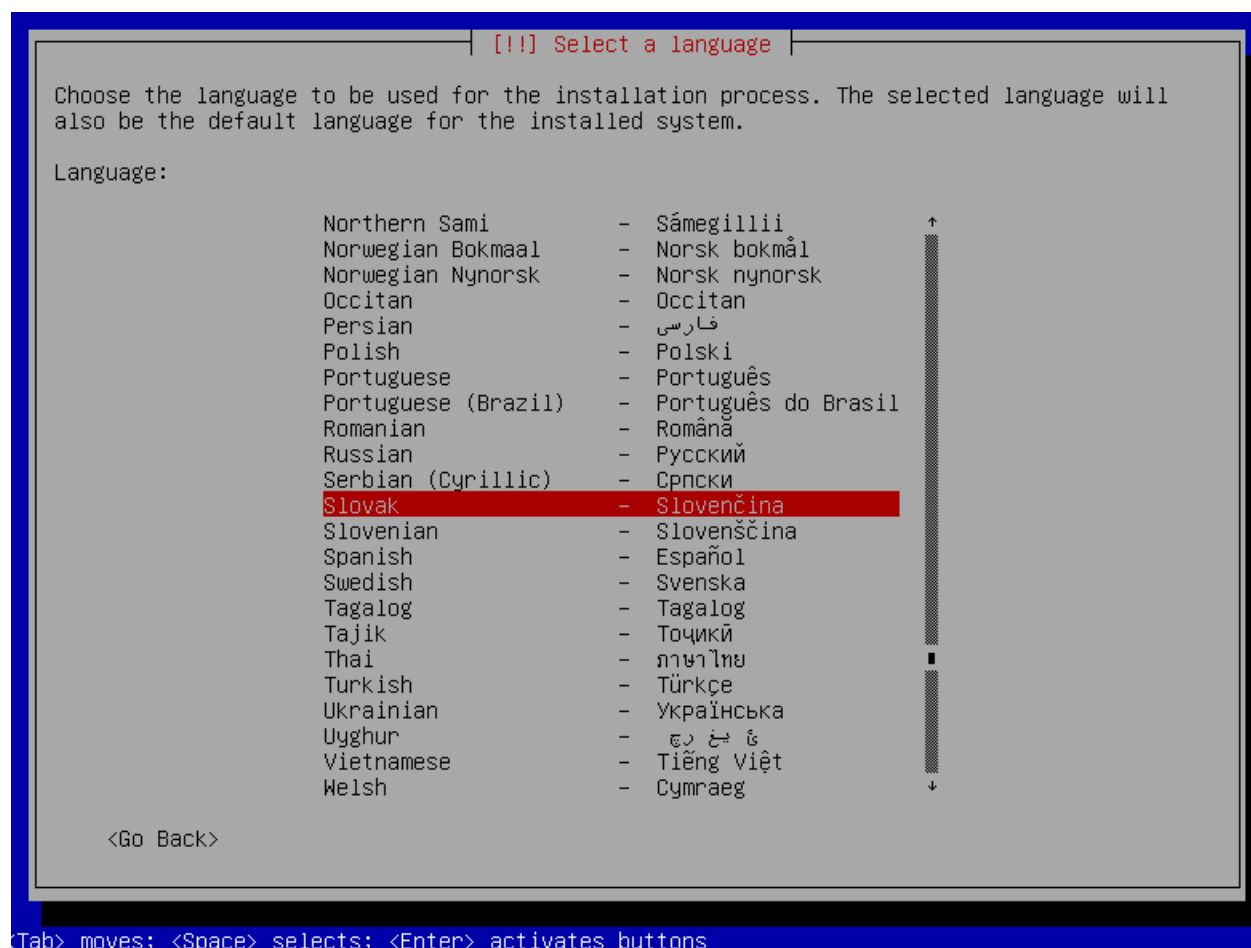 [!!] Select a language
Choose the language to be used for the installation process. The selected language will
also be the default language for the installed system.
Language:
Northern Sami - Sámegillii
Norwegian Bokmaal - Norsk bokmål
Norwegian Nynorsk - Norsk nynorsk
Occitan - Occitan
Persian - فارسی
Polish - Polski
Portuguese - Português
Portuguese (Brazil) - Português do Brasil
Romanian - Română
Russian - Русский
Serbian (Cyrillic) - Српски
Slovak - Slovenčina
Slovenian - Slovenščina
Spanish - Español
Swedish - Svenska
Tagalog - Tagalog
Tajik - Тоҷикӣ
Thai - ภาษาไทย
Turkish - Türkçe
Ukrainian - Українська
Uyghur -
Vietnamese - Tiếng Việt
Welsh - Cymraeg
<Go Back>
<Tab> moves; <Space> selects; <Enter> activates buttons